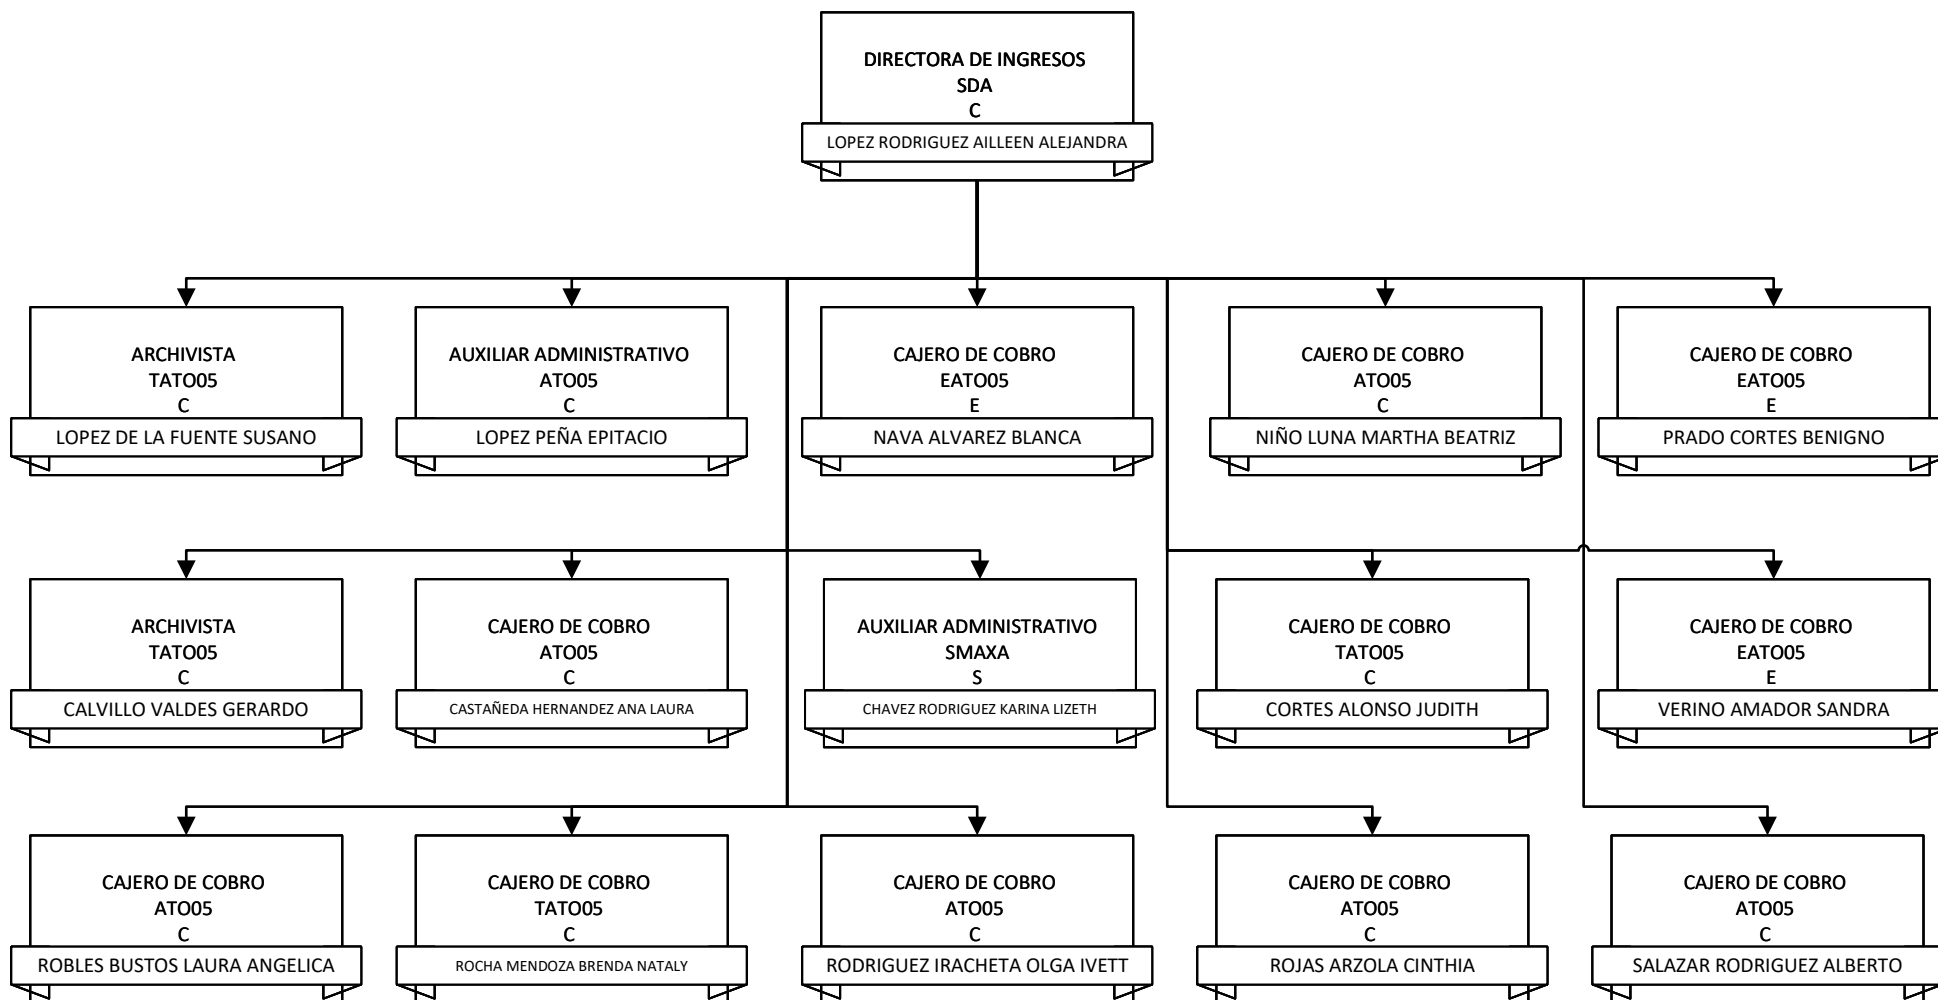 DIRECTORA DE INGRESOS
SDA
C
LOPEZ RODRIGUEZ AILLEEN ALEJANDRA
ARCHIVISTA
TATO05
C
LOPEZ DE LA FUENTE SUSANO
AUXILIAR ADMINISTRATIVO
ATO05
C
LOPEZ PEÑA EPITACIO
CAJERO DE COBRO
EATO05
E
NAVA ALVAREZ BLANCA
CAJERO DE COBRO
ATO05
C
NIÑO LUNA MARTHA BEATRIZ
CAJERO DE COBRO
EATO05
E
PRADO CORTES BENIGNO
ARCHIVISTA
TATO05
C
CALVILLO VALDES GERARDO
CAJERO DE COBRO
ATO05
C
CASTAÑEDA HERNANDEZ ANA LAURA
AUXILIAR ADMINISTRATIVO
SMAXA
S
CHAVEZ RODRIGUEZ KARINA LIZETH
CAJERO DE COBRO
TATO05
C
CORTES ALONSO JUDITH
CAJERO DE COBRO
EATO05
E
VERINO AMADOR SANDRA
CAJERO DE COBRO
ATO05
C
ROBLES BUSTOS LAURA ANGELICA
CAJERO DE COBRO
TATO05
C
ROCHA MENDOZA BRENDA NATALY
CAJERO DE COBRO
ATO05
C
RODRIGUEZ IRACHETA OLGA IVETT
CAJERO DE COBRO
ATO05
C
ROJAS ARZOLA CINTHIA
CAJERO DE COBRO
ATO05
C
SALAZAR RODRIGUEZ ALBERTO